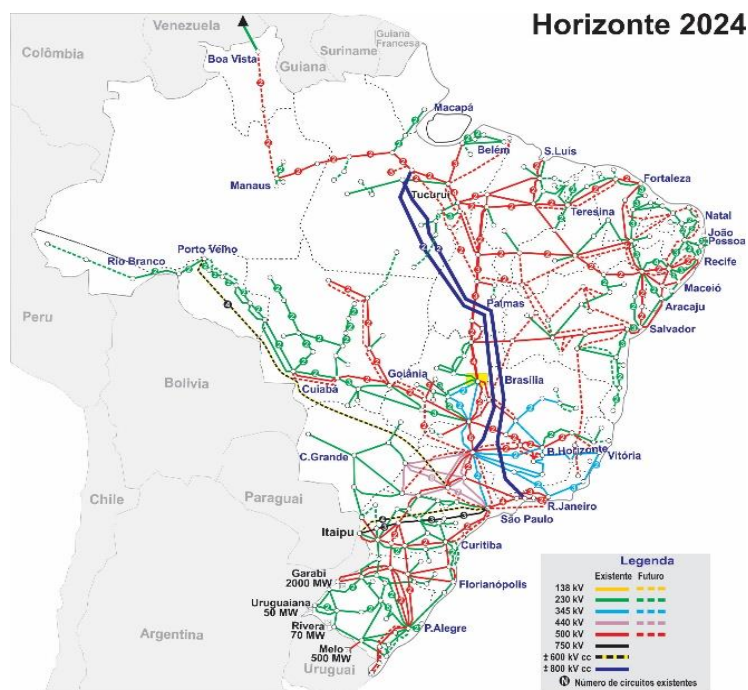 Horizonte 2024
Venezuela
Guiana
Francesa
Colômbia
Suriname
Boa Vista
Guiana
Macapá
Belém
S.Luis
Fortaleza
Manaus
Tucuruí
Teresina
Natal
João
Pessoa
Porto Velho
Rio Branco
Recife
Maceió
Palmas
Aracaju
Peru
Salvador
Bolivia
Goiânia
Brasília
Cuiabá
C.Grande
B.Horizonte
Vitória
Chile
Paraguai
R.Janeiro
São Paulo
Itaipu
Curitiba
Garabi
2000 MW
Florianópolis
Uruguaiana
50 MW
Rivera
70 MW
P.Alegre
Argentina
Melo
500 MW
Uruguai
Legenda
Existente Futuro
138 kV
230 kV
345 kV
440 kV
500 kV
750 kV
± 600 kV cc
± 800 kV cc
N Número de circuitos existentes